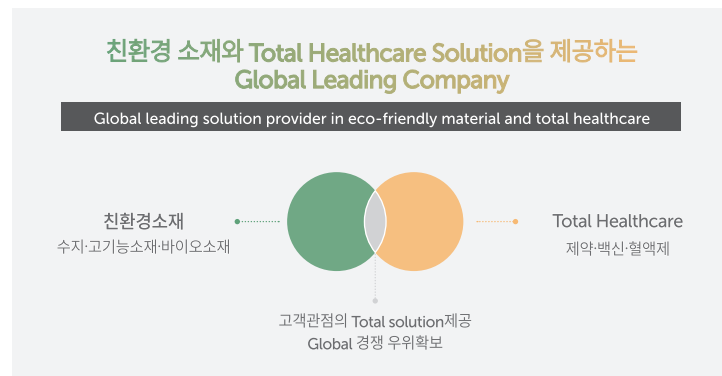 친환경 소재와 Total Healthcare Solution을 제공하는
Global Leading Company
Global leading solution provider in eco-friendly material and total healthcare
친환경소재
수지·고기능소재·바이오소재
Total Healthcare
제약·백신·혈액제
고객관점의 Total solution제공
Global 경쟁 우위확보